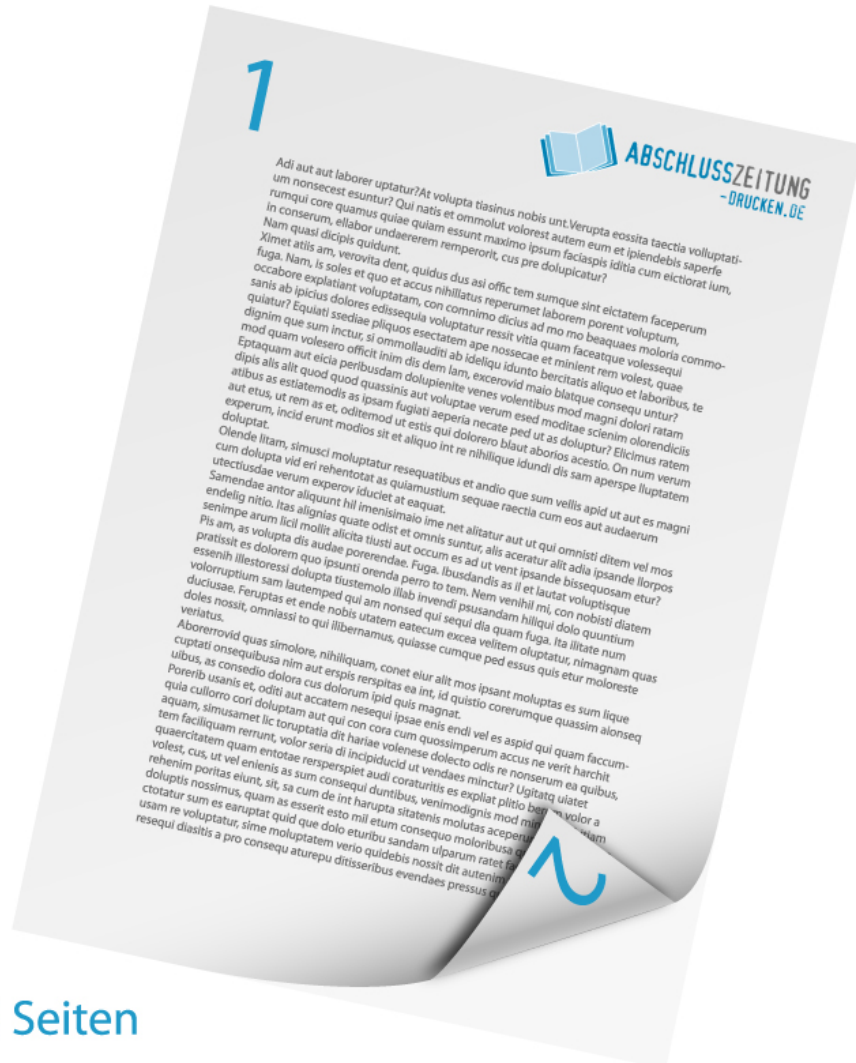 1
ABSCHLUSSZEITUNG
-DRUCKEN.DE
Adi aut aut laborer uptatur?At volupta tiasinus nobis unt.Verupta eossita taectia volluptati-
um nonsecest esuntur? Qui natis et ommolut volorest autem eum et ipiendebis saperfe
rumqui core quamus quiae quiam essunt maximo ipsum faciaspis iditia cum eictiorat ium,
in conserum, ellabor undaererem remperorit, cus pre dolupicatur?
Nam quasi dicipis quidunt.
Ximet atiis am, verovita dent, quidus dus asi offic tem sumque sint eictatem faceperum
fuga. Nam, is soles et quo et accus nihillatus reperumet laborem porent voluptum,
occabore explatiant voluptatam, con comnimo dicius ad mo mo beaquaes moloria commo-
sanis ab ipicius dolores edissequia voluptatur ressit vitia quam faceatque volessequi
quiatur? Equiati ssediae pliquos esectatem ape nossecae et minient rem volest, quae
dignim que sum inctur, si ommollauditi ab ideliqu idunto bercitatis aliquo et laboribus, te
mod quam volesero officit inim dis dem lam, excerovid maio blatque consequ untur?
Eptaquam aut eicia peribusdam dolupienite venes volentibus mod magni dolori ratam
dipis alis alit quod quod quassinis aut voluptae verum esed moditae scienim olorendiciis
atibus as estiatemodis as ipsam fugiati aeperia necate ped ut as doluptur? Elicimus ratem
aut etus, ut rem as et, oditemod ut estis qui dolorero blaut aborios acestio. On num verum
experum, incid erunt modios sit et aliquo int re nihilique idundi dis sam aperspe lluptatem
doluptat.
Olende litam, simusci moluptatur resequatibus et andio que sum vellis apid ut aut es magni
cum dolupta vid eri rehentotat as quiamustium sequae raectia cum eos aut audaerum
utectiusdae verum experov iduciet at eaquat.
Samendae antor aliquunt hil imenisimaio ime net alitatur aut ut qui omnisti ditem vel mos
endelig nitio. Itas alignias quate odist et omnis suntur, alis aceratur alit adia ipsande llorpos
senimpe arum licil mollit alicita tiusti aut occum es ad ut vent ipsande bissequosam etur?
Pis am, as volupta dis audae porerendae. Fuga. Ibusdandis as il et lautat voluptisque
pratissit es dolorem quo ipsunti orenda perro to tem. Nem venihil mi, con nobisti diatem
essenih illestoressi dolupta tiustemolo illab invendi psusandam hiliqui dolo quuntium
volorruptium sam lautemped qui am nonsed qui sequi dia quam fuga. Ita ilitate num
duciusae. Feruptas et ende nobis utatem eatecum excea velitem oluptatur, nimagnam quas
doles nossit, omniassi to qui ilibernamus, quiasse cumque ped essus quis etur moloreste
veriatus.
Aborerrovid quas simolore, nihiliquam, conet eiur alit mos ipsant moluptas es sum lique
cuptati onsequibusa nim aut erspis rerspitas ea int, id quistio corerumque quassim aionseq
uibus, as consedio dolora cus dolorum ipid quis magnat.
Porerib usanis et, oditi aut accatem nesequi ipsae enis endi vel es aspid qui quam faccum-
quia cullorro cori doluptam aut qui con cora cum quossimperum accus ne verit harchit
aquam, simusamet lic toruptatia dit hariae volenese dolecto odis re nonserum ea quibus,
tem faciliquam rerrunt, volor seria di incipiducid ut vendaes minctur? Ugitatq uiatet
quaercitatem quam entotae rersperspiet audi coraturitis es expliat plitio volor a
volest, cus, ut vel enienis as sum consequi duntibus, venimodignis mod
rehenim poritas eiunt, sit, sa cum de int harupta sitatenis molutas
doluptis nossimus, quam as esserit esto mil etum consequo moloribusa
ctotatur sum es earuptat quid que dolo eturibu sandam ulparum ratet
usam re voluptatur, sime moluptatem verio quidebis nossit dit
resequi diasitis a pro consequ aturepu ditisseribus evendaes pressus
2
Seiten